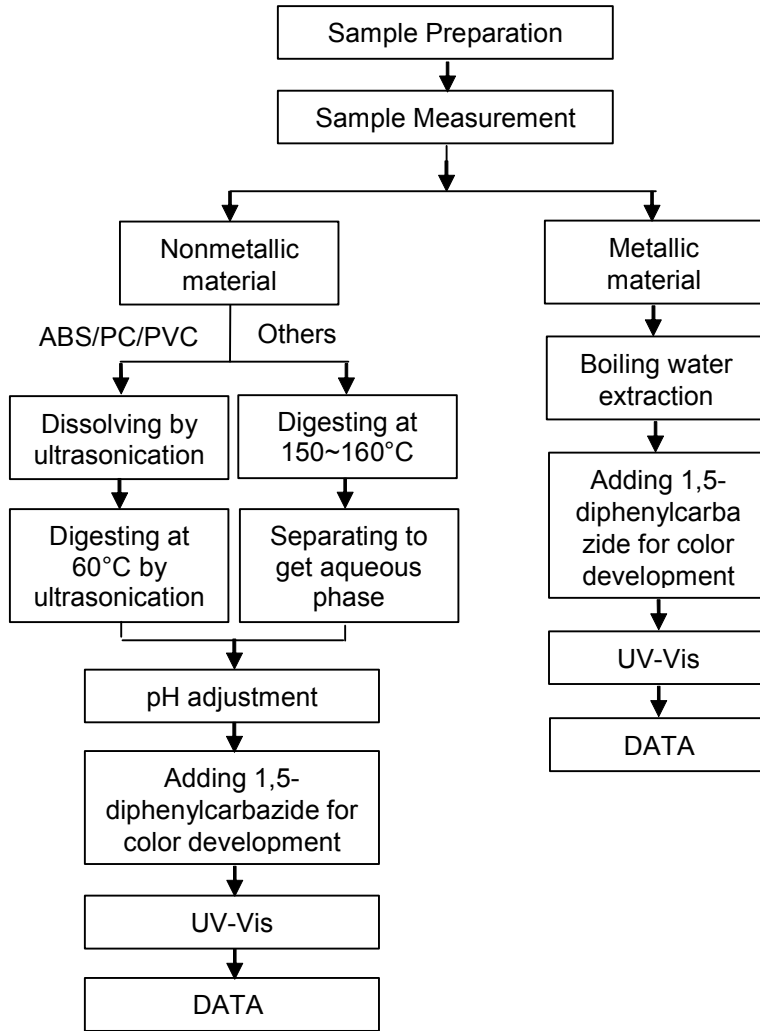 Sample Preparation
Sample Measurement
Nonmetallic
material
ABS/PC/PVC
Others
Dissolving by
ultrasonication
Digesting at
150~160°C
Digesting at
60°C by
ultrasonication
Separating to
get aqueous
phase
pH adjustment
Adding 1,5-
diphenylcarbazide for
color development
UV-Vis
DATA
Metallic
material
Boiling water
extraction
Adding 1,5-
diphenylcarba
zide for color
development
UV-Vis
DATA